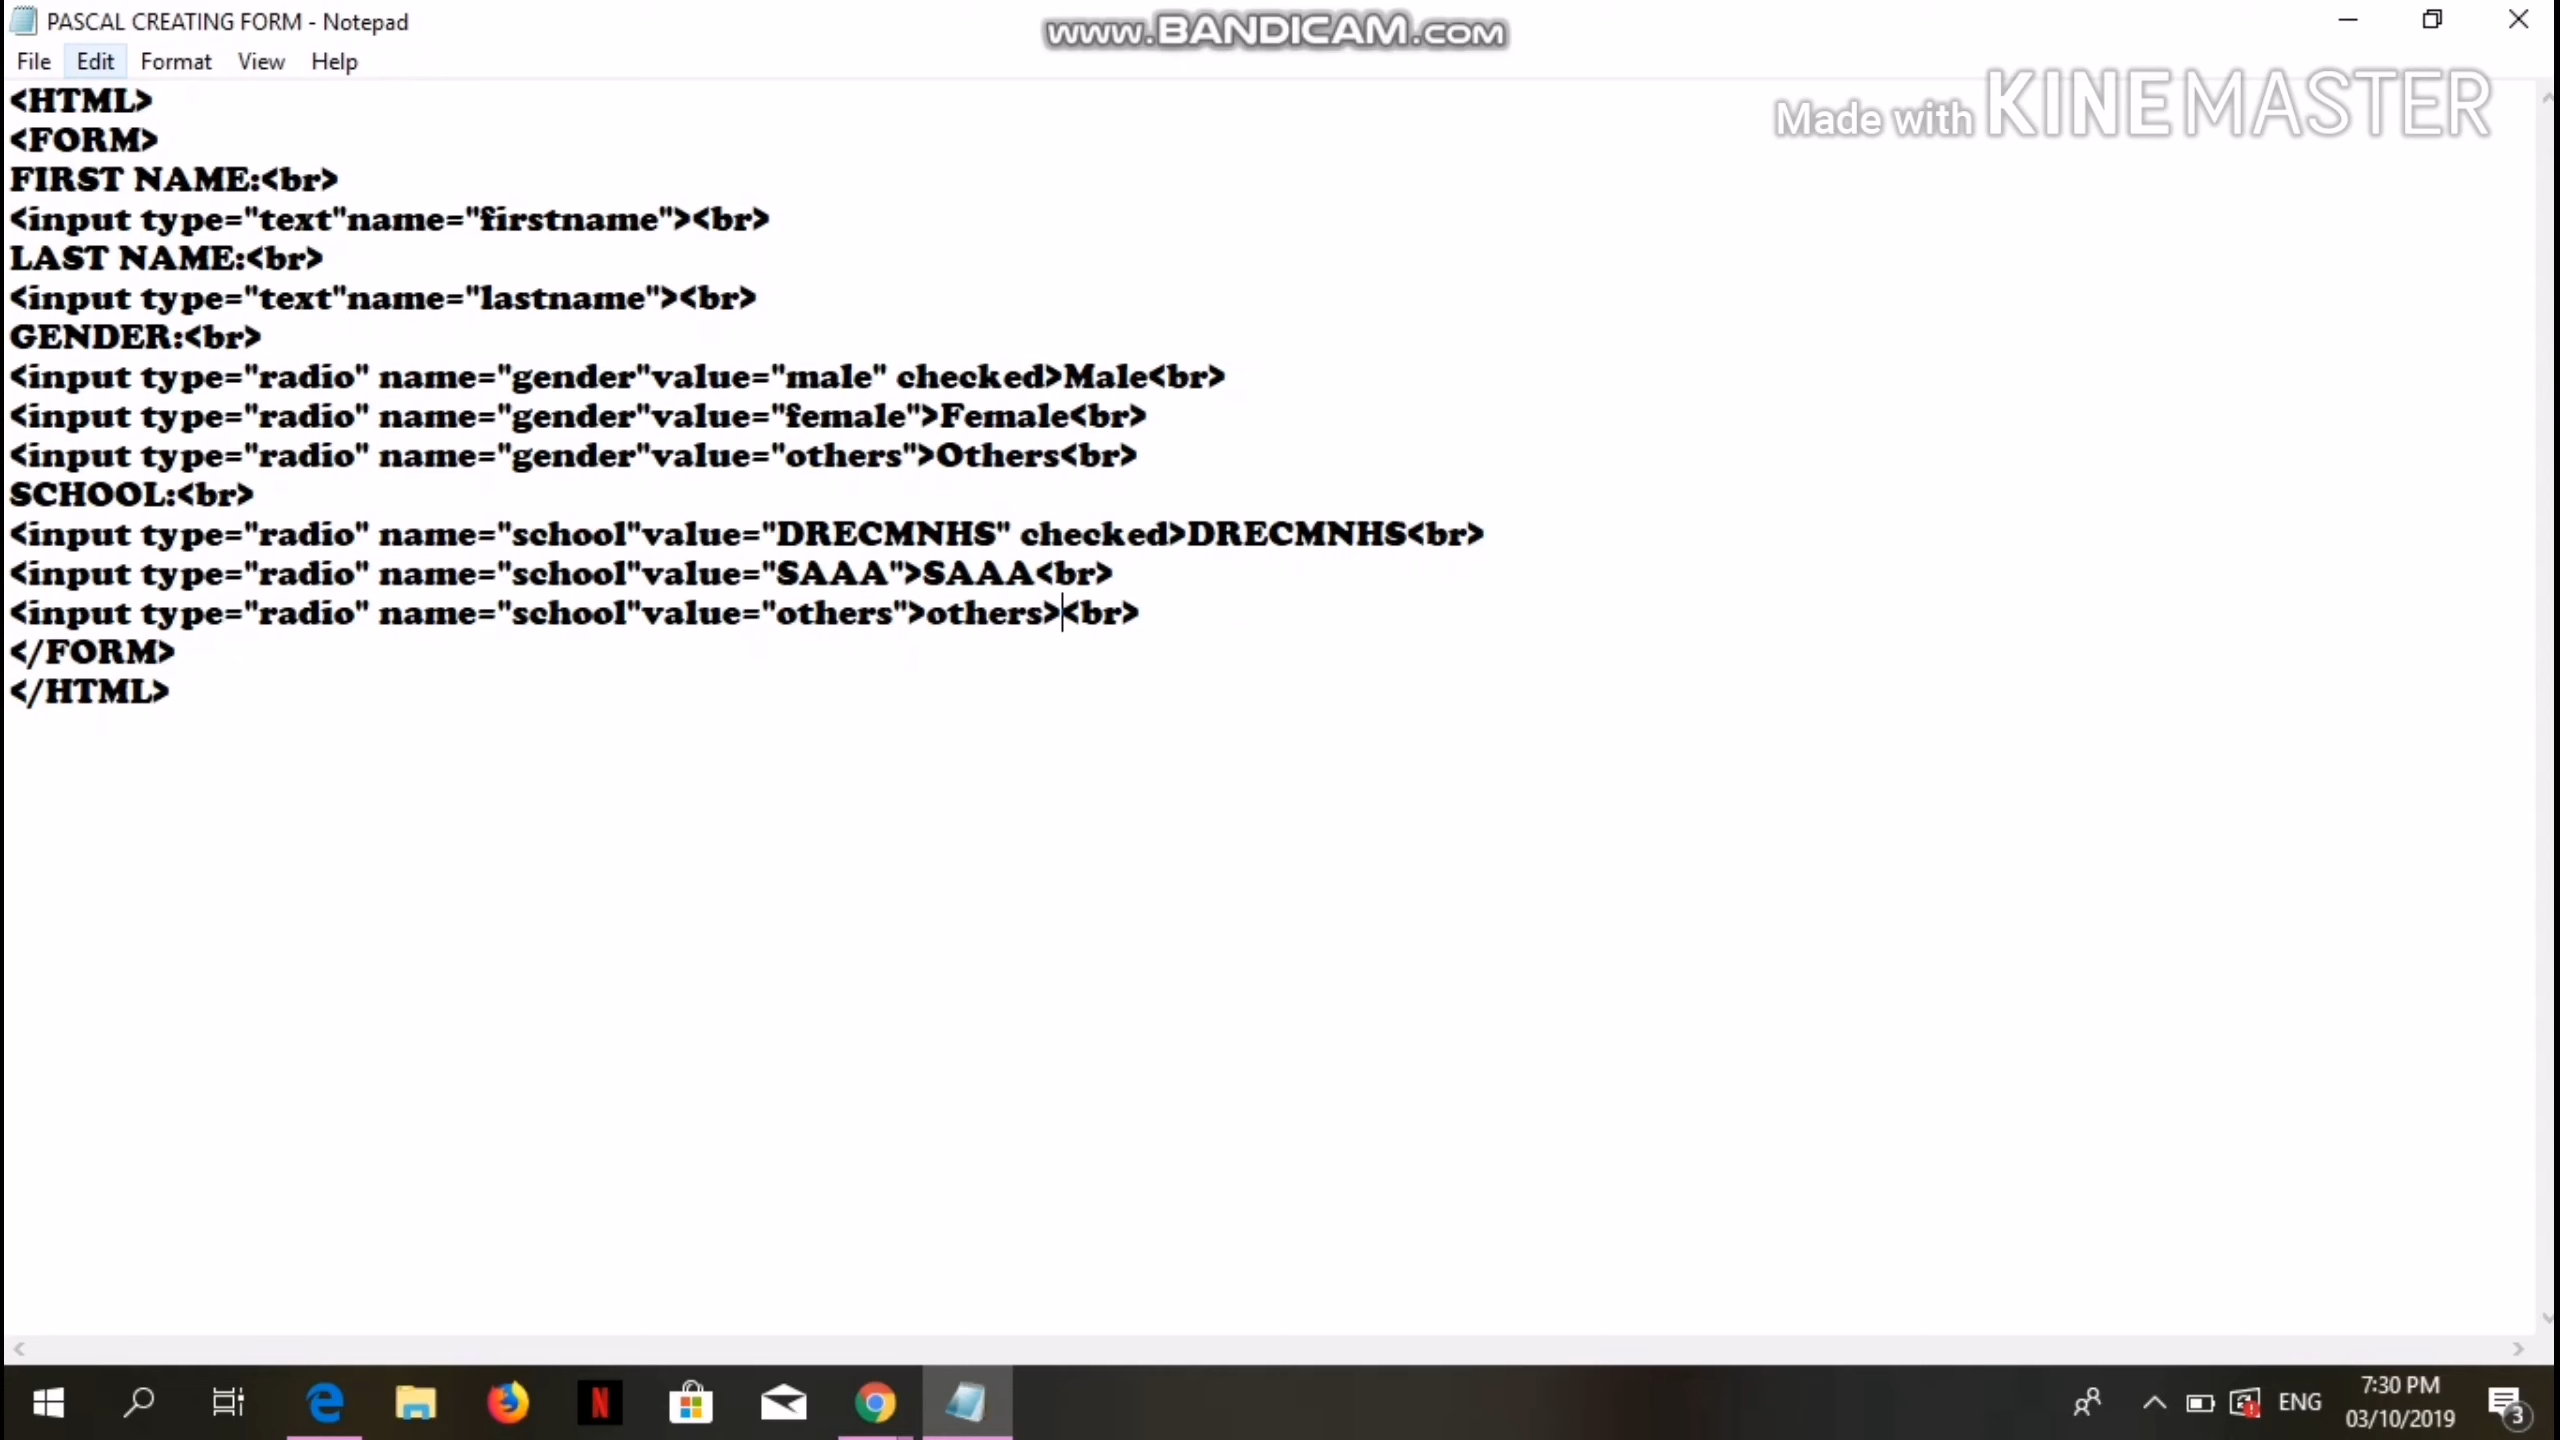 PASCAL CREATING FORM - Notepad
www.BANDICAM.com
File Edit Format View Help
Made with KINEMASTER
<HTML>
<FORM>
FIRST NAME:<br>
<input type="text"name="firstname"><br>
LAST NAME:<br>
<input type="text"name="lastname"><br>
GENDER:<br>
<input type="radio" name="gender"value="male" checked>Male<br>
<input type="radio" name="gender"value="female">Female<br>
<input type="radio" name="gender"value="others">Others<br>
SCHOOL:<br>
<input type="radio" name="school"value="DRECMNHS" checked>DRECMNHS<br>
<input type="radio" name="school"value="SAAA">SAAA<br>
<input type="radio" name="school"value="others">others><br>
</FORM>
</HTML>
N
ENG
7:30 PM
03/10/2019
3